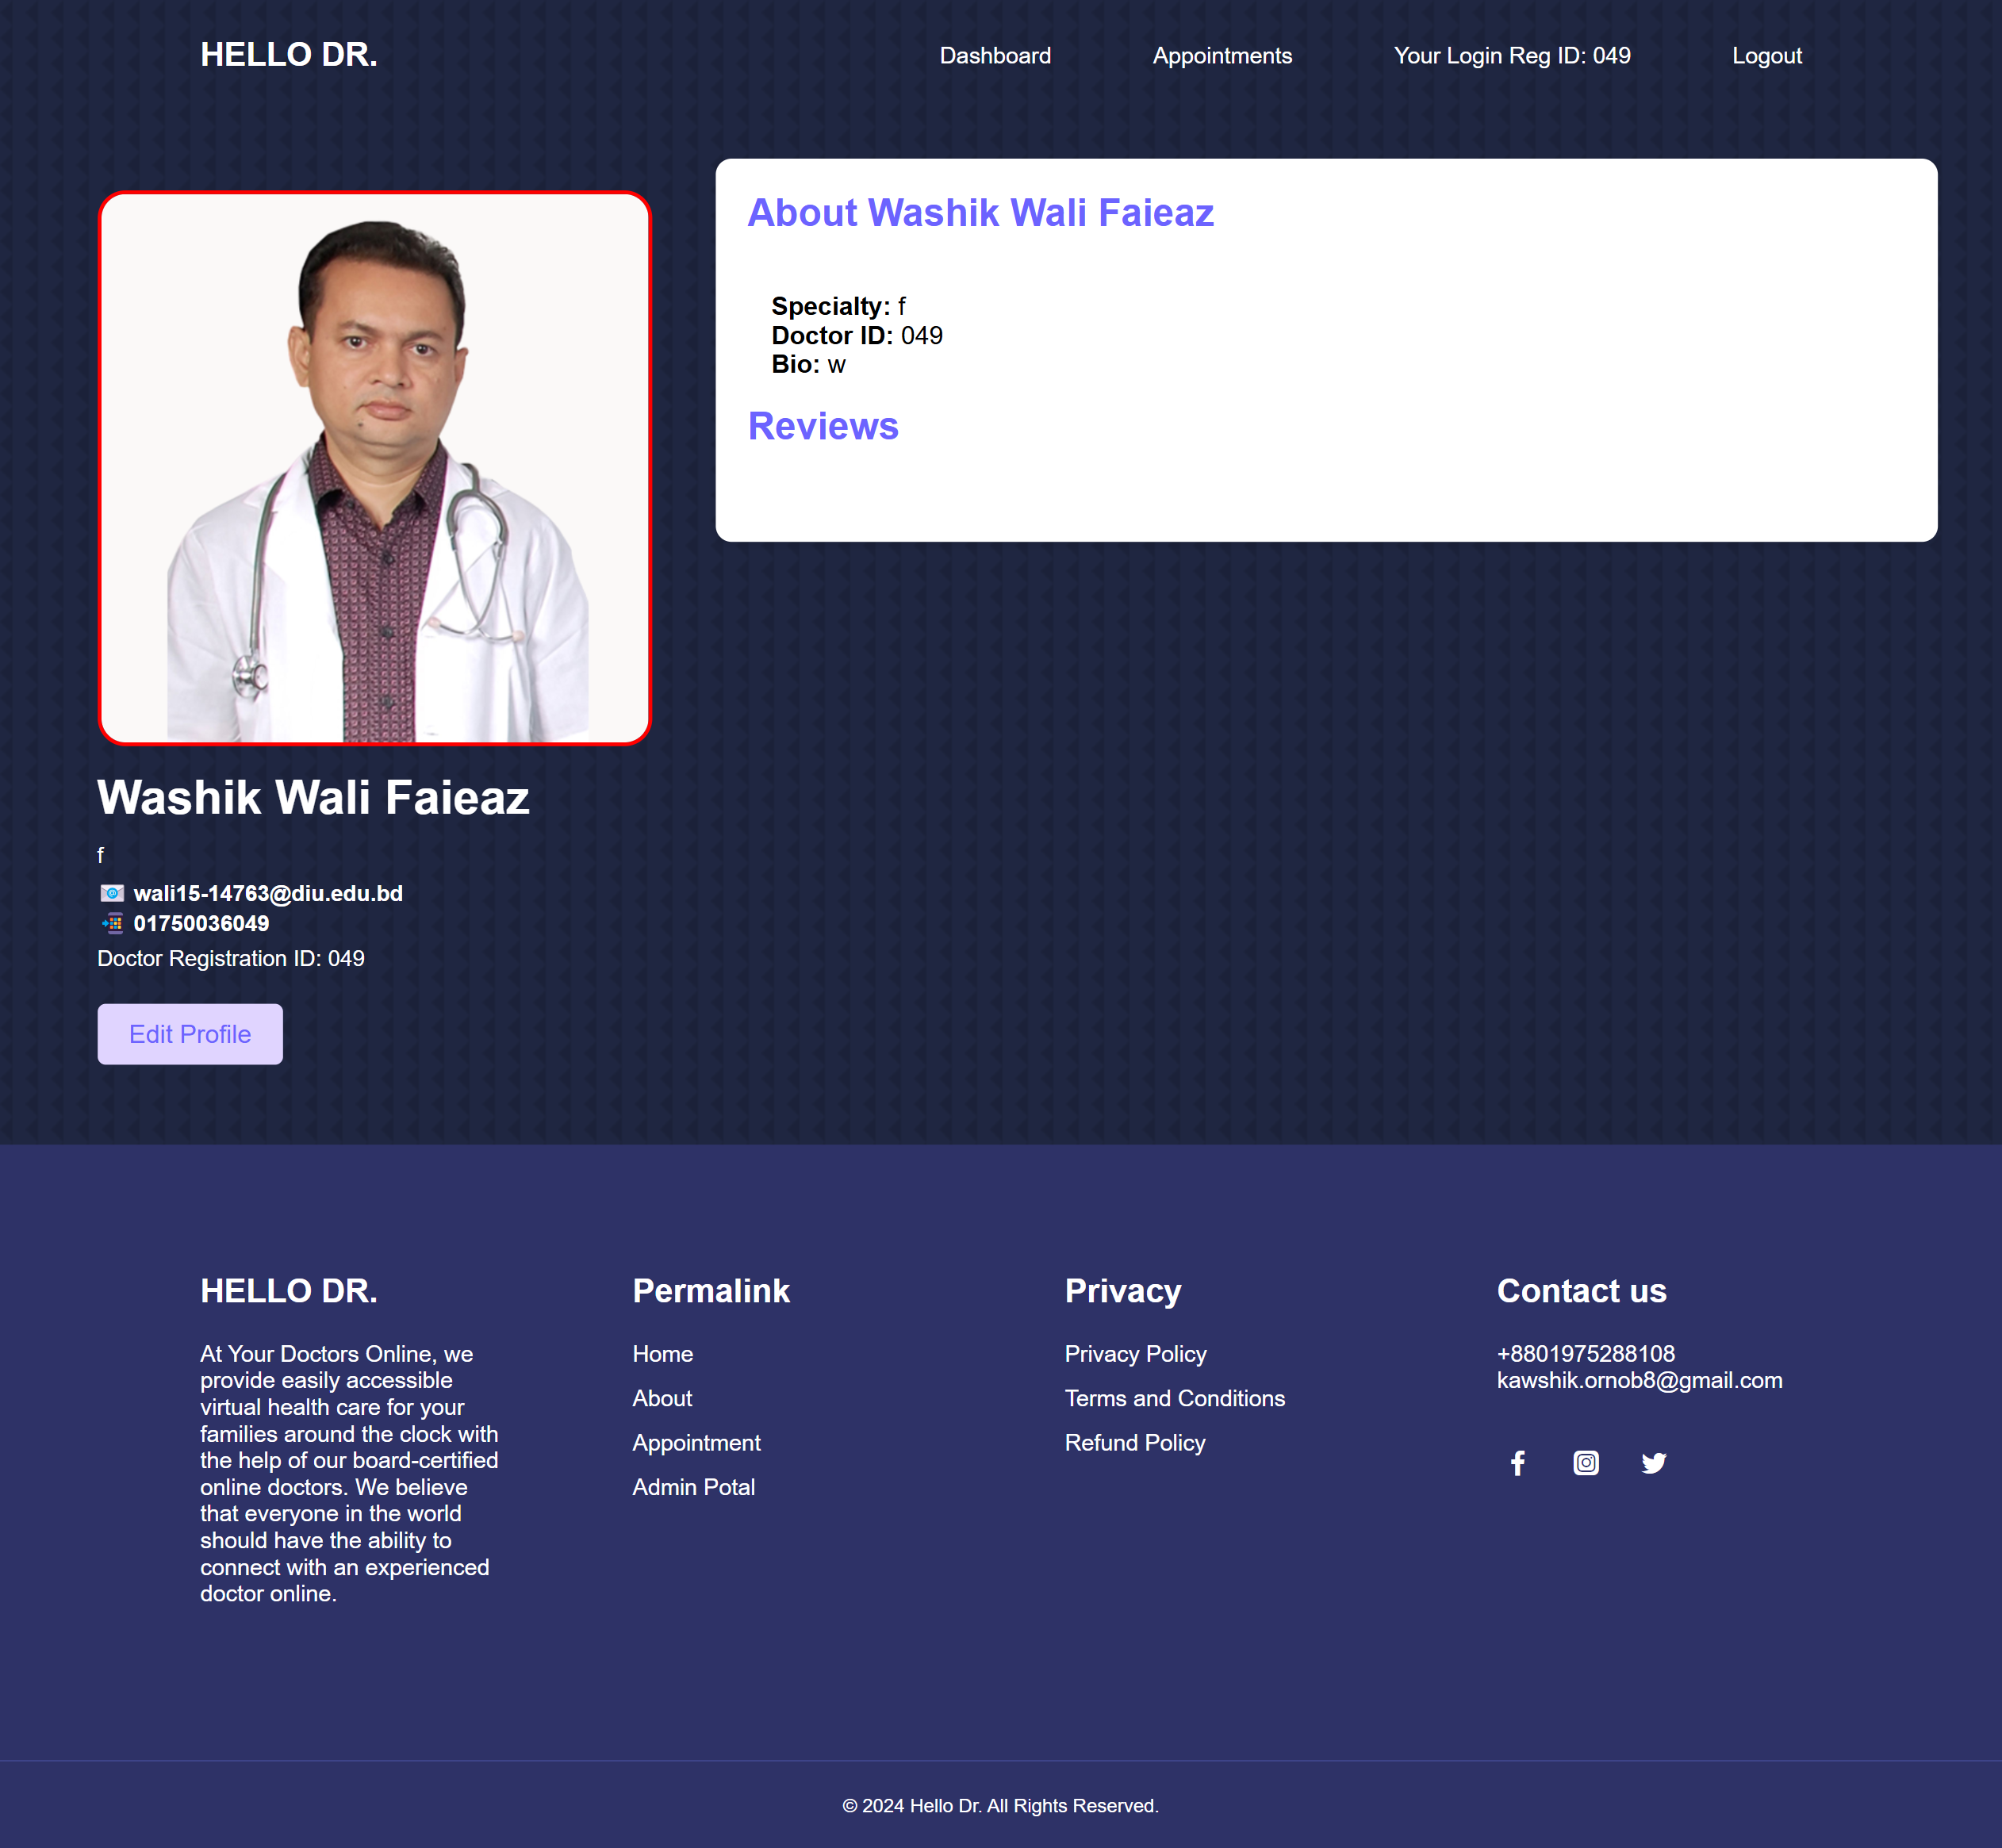 HELLO DR.
Dashboard
Appointments
Your Login Reg ID: 049
Logout
About Washik Wali Faieaz
Specialty: f
Doctor ID: 049
Bio: w
Reviews
Washik Wali Faieaz
f
wali15-14763@diu.edu.bd
01750036049
Doctor Registration ID: 049
Edit Profile
HELLO DR.
At Your Doctors Online, we
provide easily accessible
virtual health care for your
families around the clock with
the help of our board-certified
online doctors. We believe
that everyone in the world
should have the ability to
connect with an experienced
doctor online.
Permalink
Home
About
Appointment
Admin Potal
Privacy
Privacy Policy
Terms and Conditions
Refund Policy
Contact us
+8801975288108
kawshik.ornob8@gmail.com
© 2024 Hello Dr. All Rights Reserved.